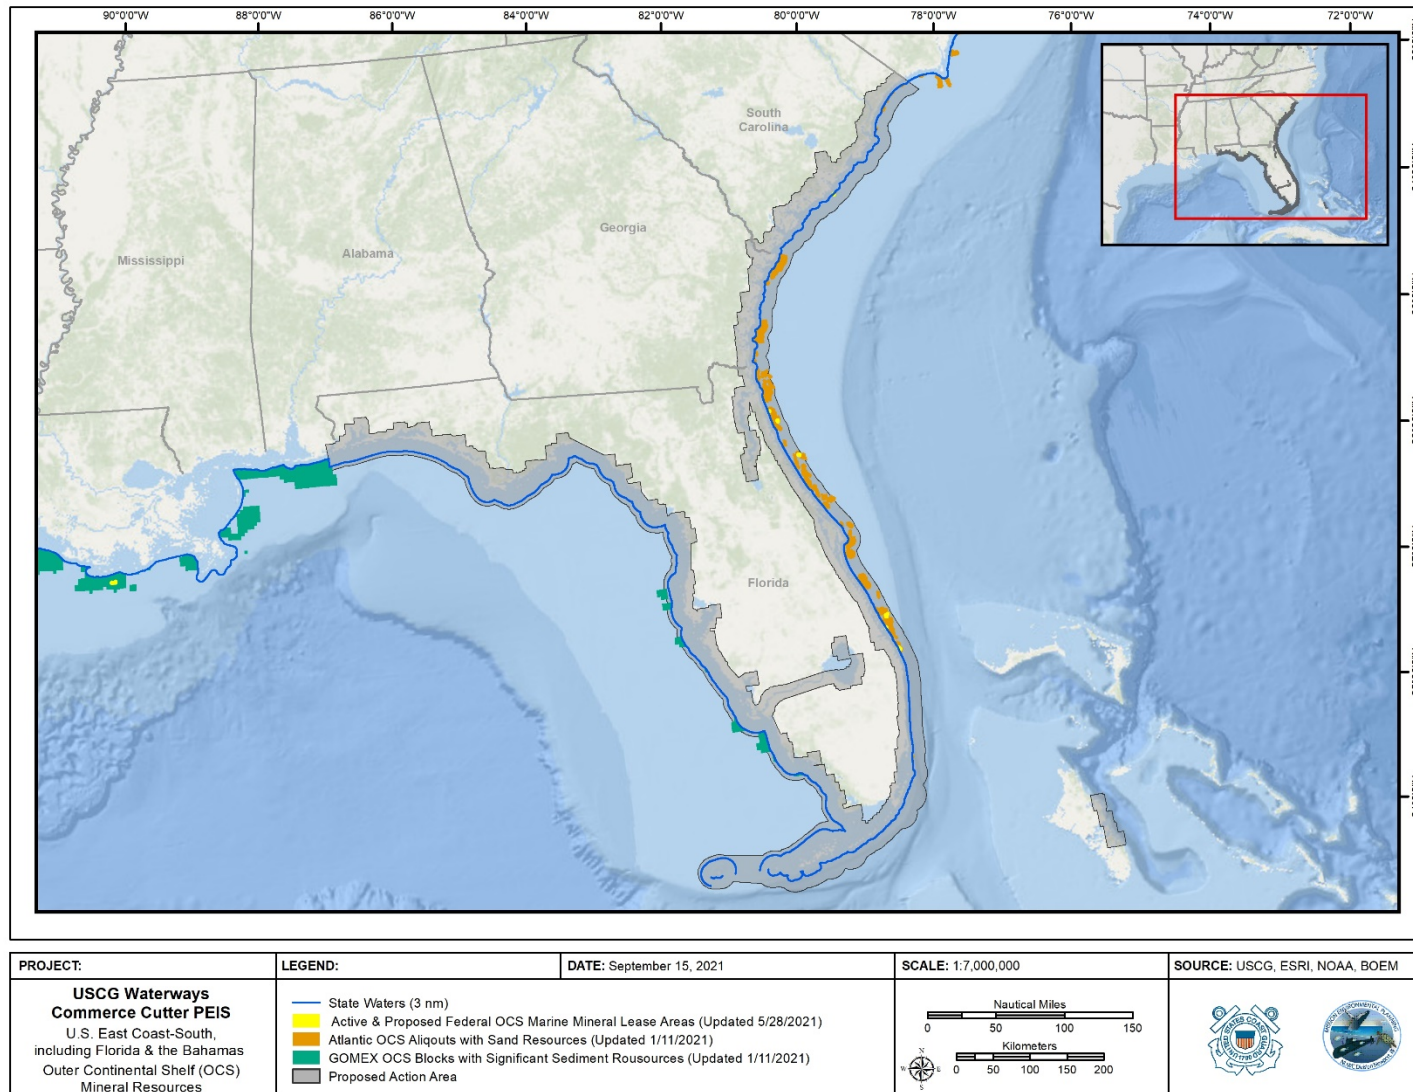 90°0'0"W 88°0'0"W 86°0'0"W 84°0'0"W 82°0'0"W 80°0'0"W 78°0'0"W 76°0'0"W 74°0'0"W 72°0'0"W
South
Carolina
Georgia
Alabama
Mississippi
Florida
PROJECT:
USCG Waterways
Commerce Cutter PEIS
U.S. East Coast-South,
including Florida & the Bahamas
Outer Continental Shelf (OCS)
Mineral Resources
LEGEND:
DATE: September 15, 2021
State Waters (3 nm)
Active & Proposed Federal OCS Marine Mineral Lease Areas (Updated 5/28/2021)
Atlantic OCS Aliqouts with Sand Resources (Updated 1/11/2021)
GOMEX OCS Blocks with Significant Sediment Rousources (Updated 1/11/2021)
Proposed Action Area
SCALE: 1:7,000,000
Nautical Miles
0 50 100 150
Kilometers
0 50 100 150 200
N
W E
S
SOURCE: USCG, ESRI, NOAA, BOEM